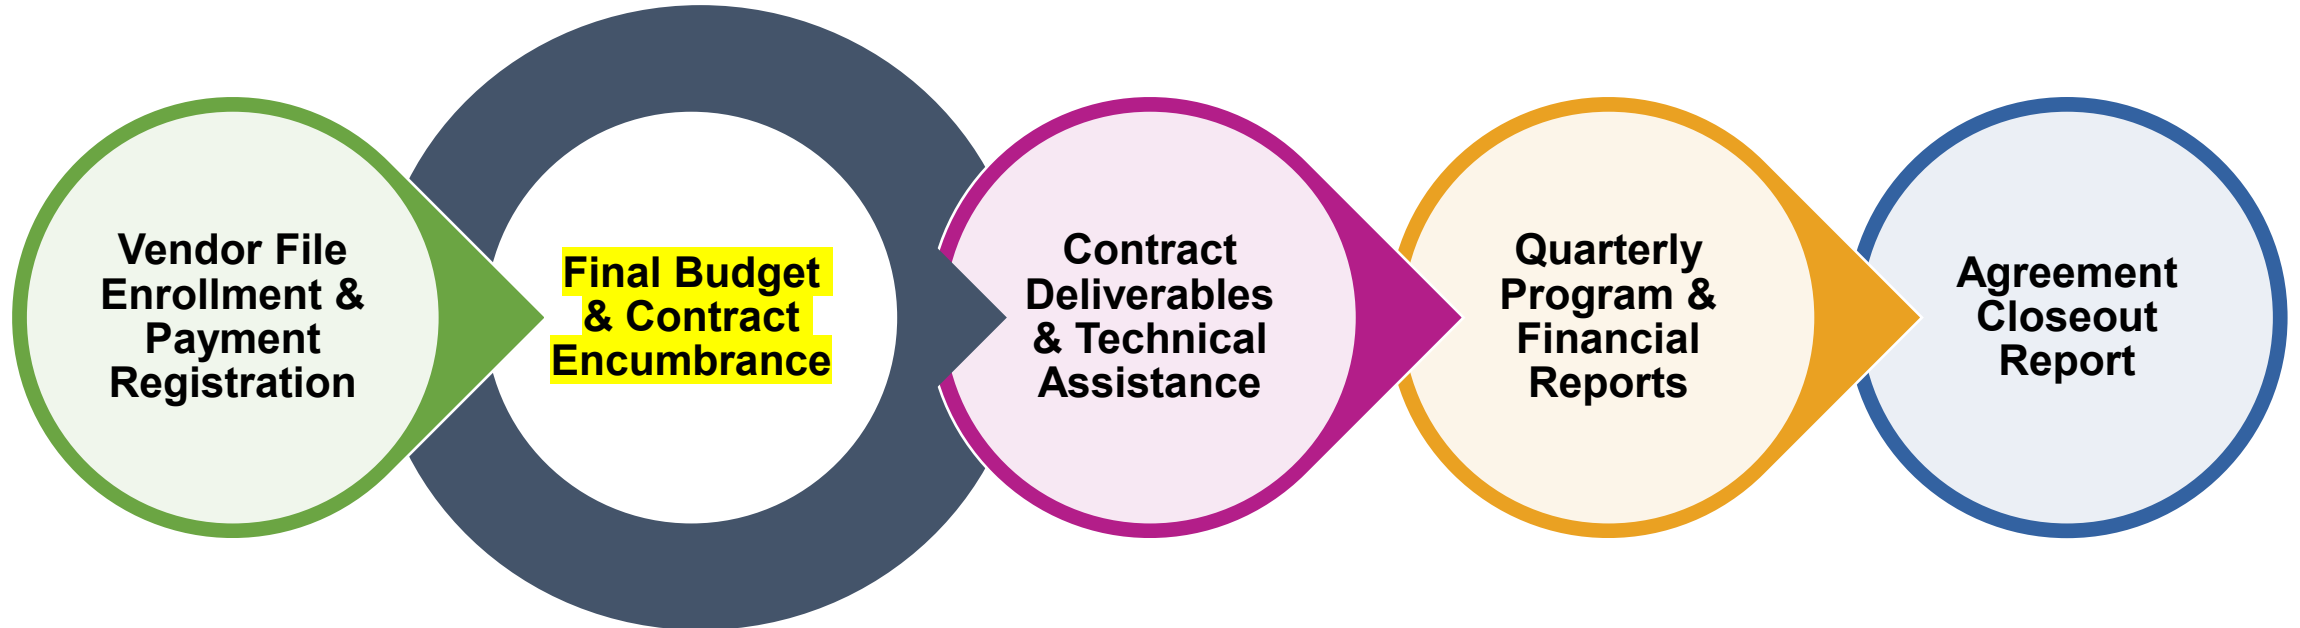 Vendor File
Enrollment &
Payment
Registration
Final Budget
& Contract
Encumbrance
Contract
Deliverables
& Technical
Assistance
Quarterly
Program &
Financial
Reports
Agreement
Closeout
Report